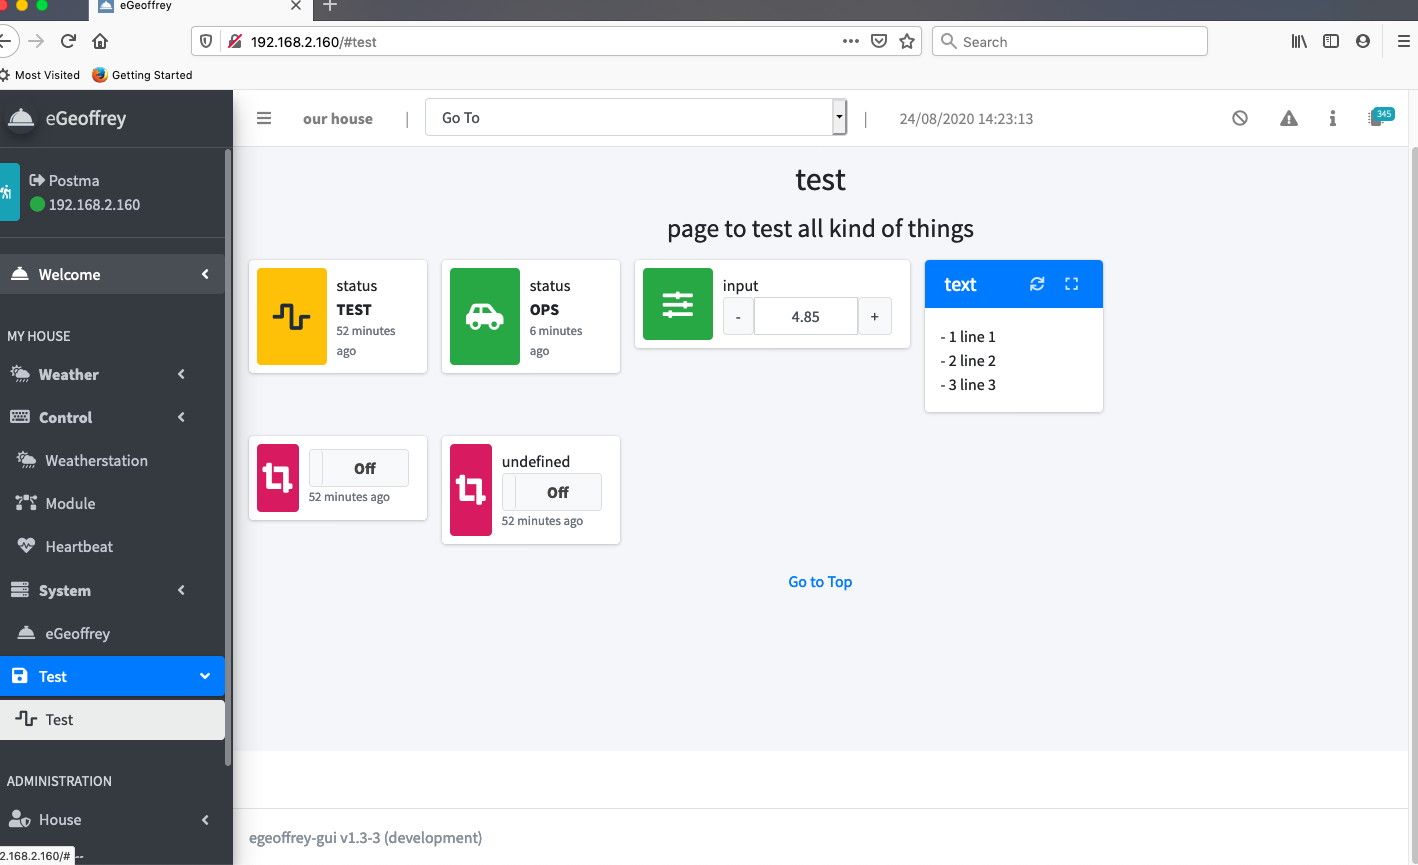 eGeoffrey
192.168.2.160/#test
Search
Most Visited
Getting Started
eGeoffrey
our house
|
Go To
|
24/08/2020 14:23:13
345
Postma
192.168.2.160
Welcome
MY HOUSE
Weather
Control
Weatherstation
Module
Heartbeat
System
eGeoffrey
Test
Test
ADMINISTRATION
House
2.168.2.160/#
test
page to test all kind of things
status
TEST
52 minutes
ago
status
OPS
6 minutes
ago
input
- 4.85 +
text
- 1 line 1
- 2 line 2
- 3 line 3
Off
52 minutes ago
undefined
Off
52 minutes ago
Go to Top
egeoffrey-gui v1.3-3 (development)